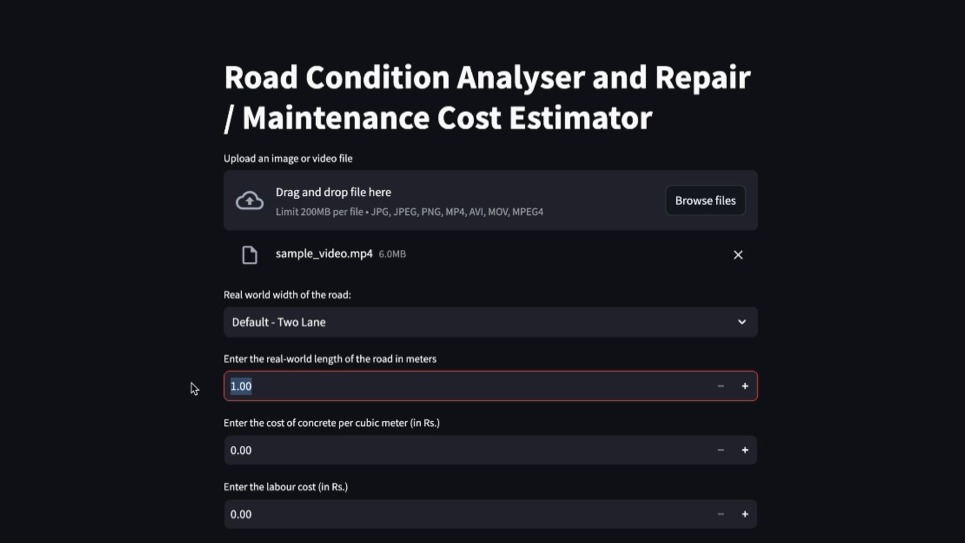 Road Condition Analyser and Repair
/ Maintenance Cost Estimator
Upload an image or video file
Drag and drop file here
Limit 200MB per file • JPG, JPEG, PNG, MP4, AVI, MOV, MPEG4
Browse files
sample_video.mp4 6.0MB
Real world width of the road:
Default - Two Lane
Enter the real-world length of the road in meters
1.00
Enter the cost of concrete per cubic meter (in Rs.)
0.00
Enter the labour cost (in Rs.)
0.00